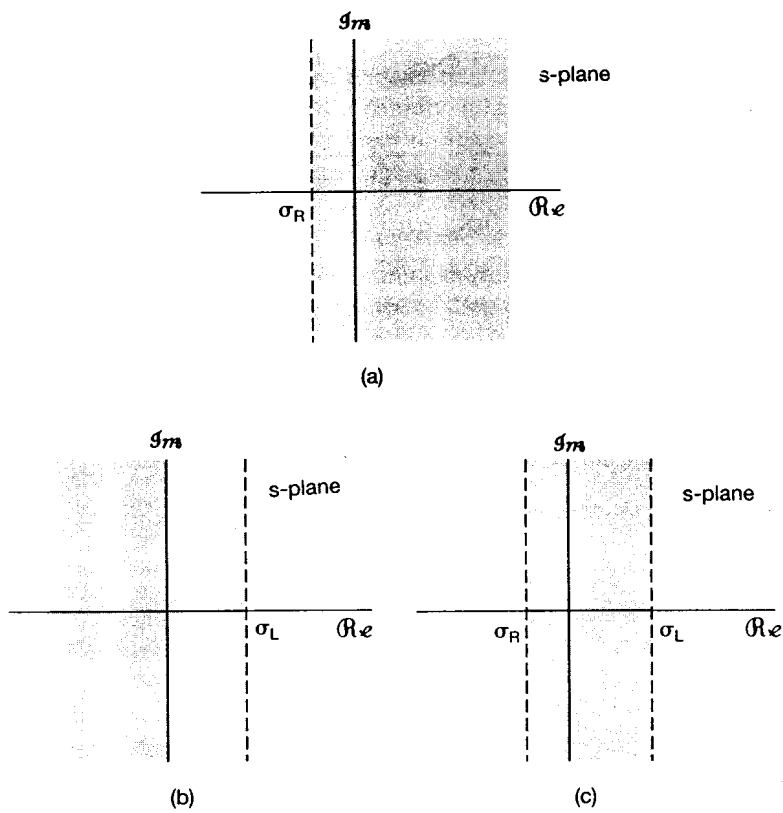 ℐm
s-plane
σR
ℛe
(a)
ℐm
s-plane
σL
ℛe
(b)
ℐm
s-plane
σR
σL
ℛe
(c)